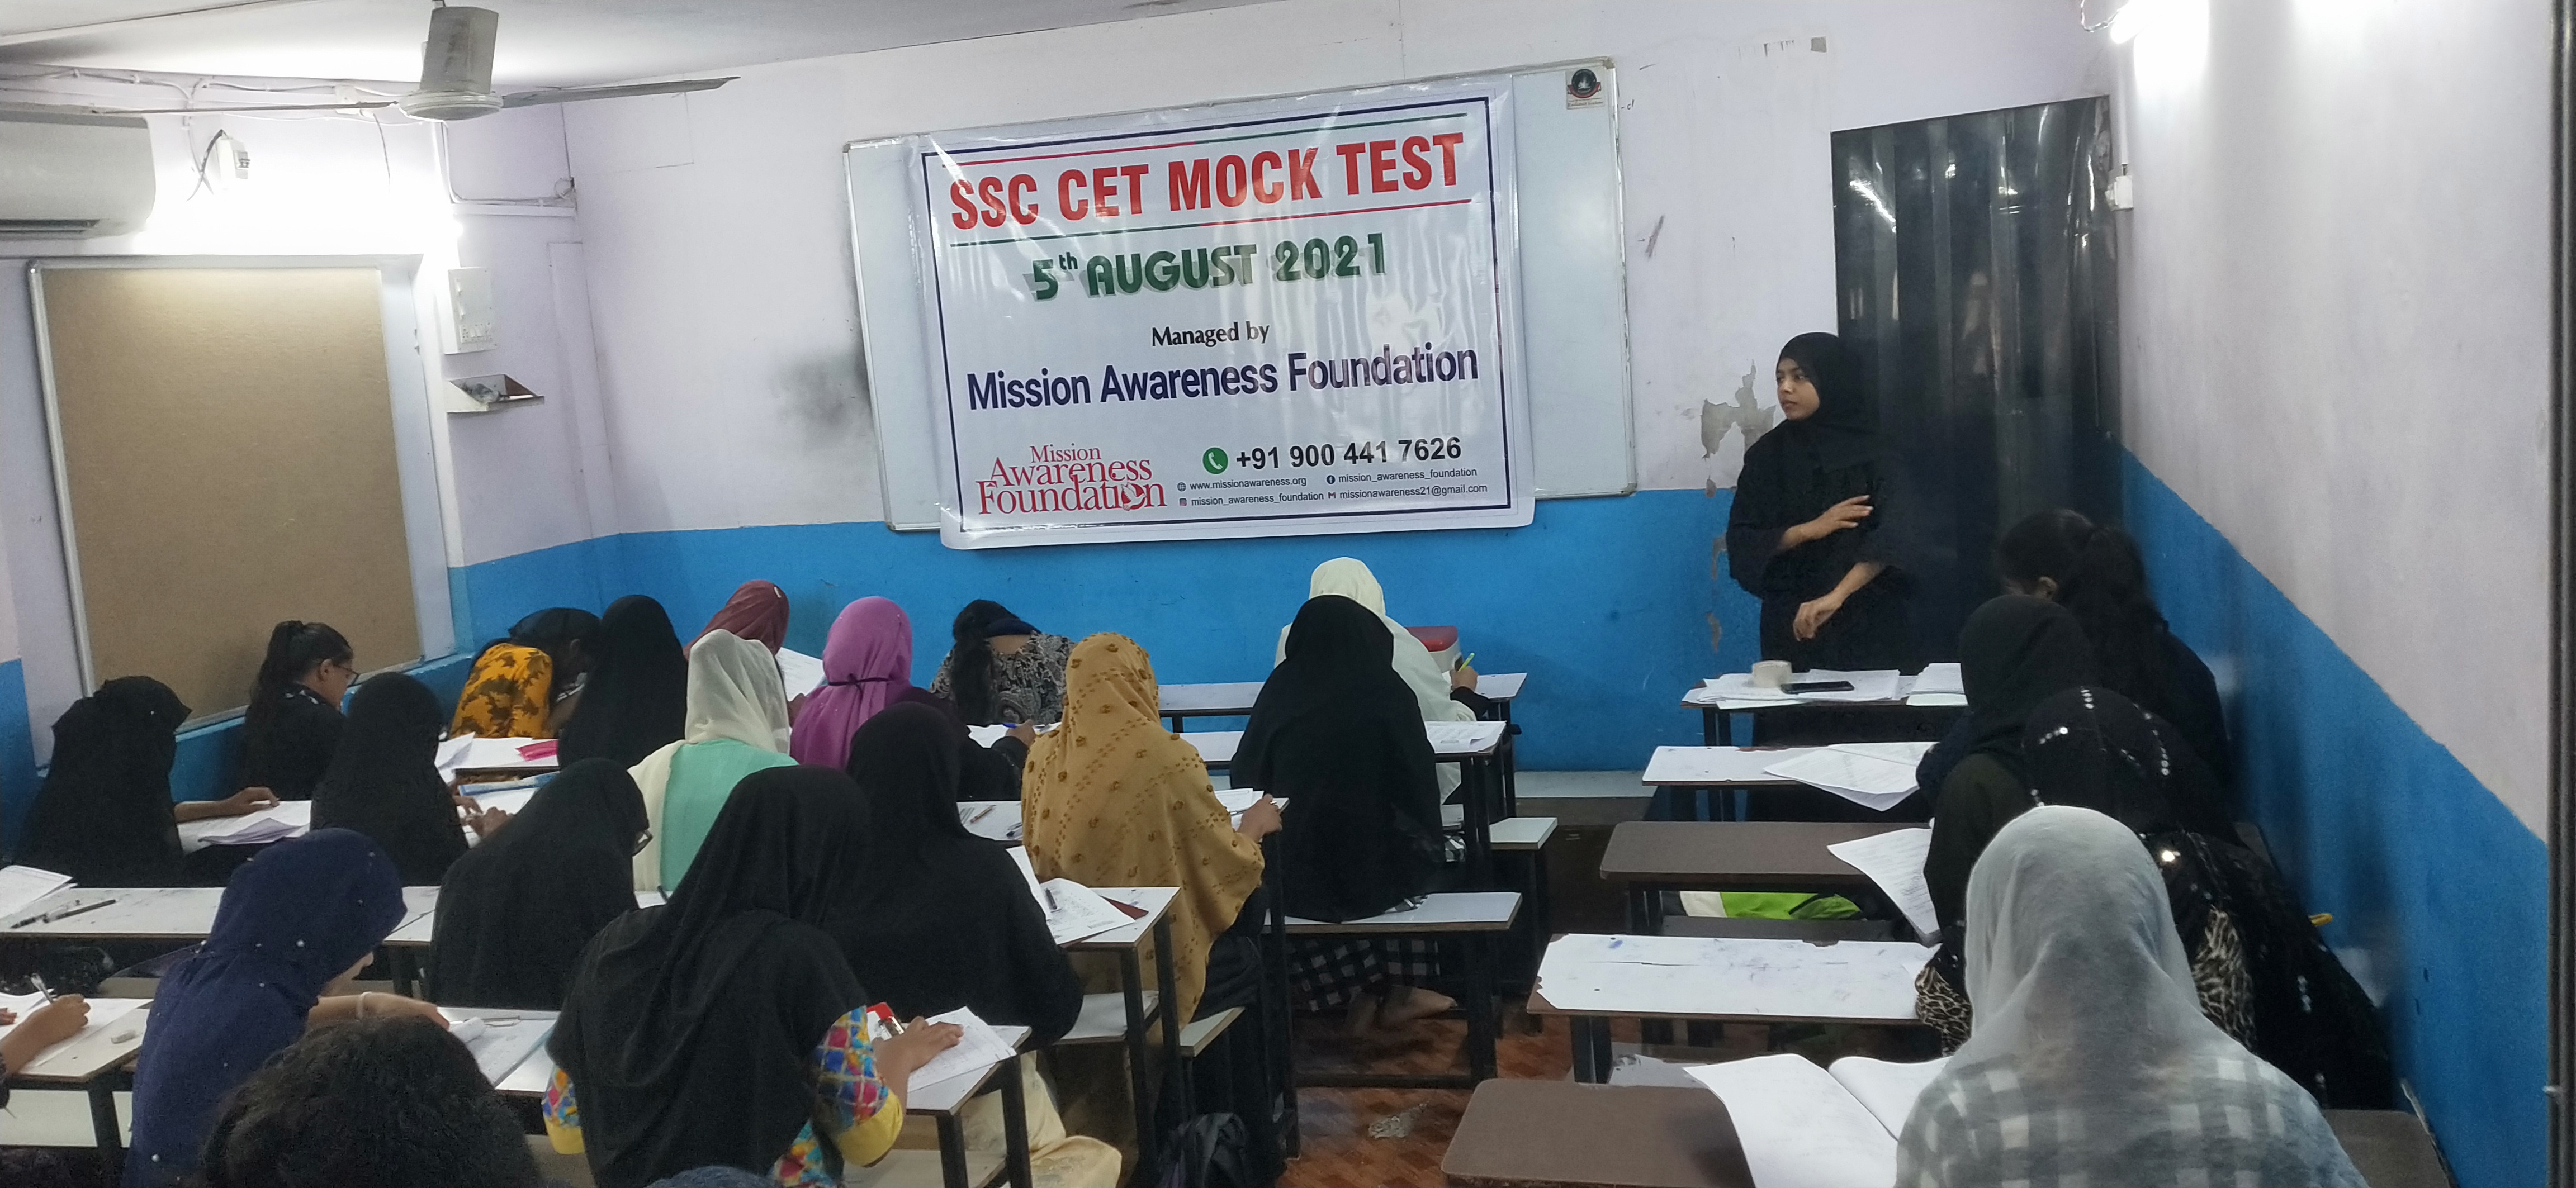 SSC CET MOCK TEST
5th AUGUST 2021
Managed by
Mission Awareness Foundation
Mission
Awareness
Foundation
+91 900 441 7626
www.missionawareness.org mission_awareness_foundation
mission_awareness_foundation missionawareness21@gmail.com